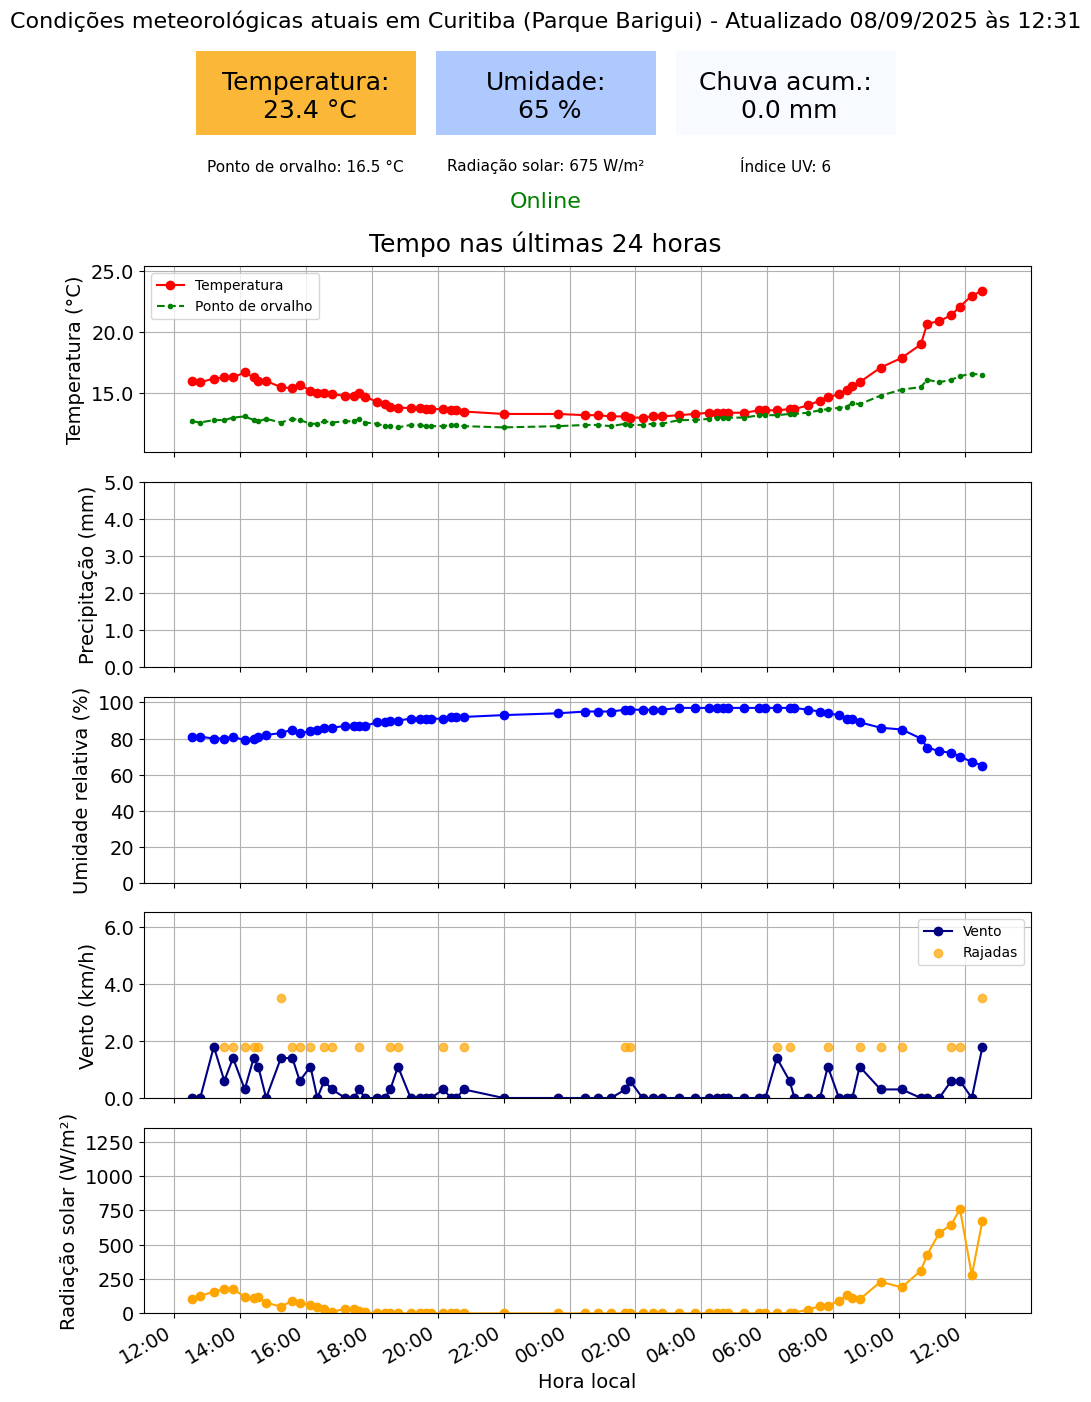 Condições meteorológicas atuais em Curitiba (Parque Barigui) - Atualizado 08/09/2025 às 12:31
Temperatura:
23.4 °C
Umidade:
65 %
Chuva acum.:
0.0 mm
Ponto de orvalho: 16.5 °C
Radiação solar: 675 W/m²
Índice UV: 6
Online
Tempo nas últimas 24 horas
Temperatura (°C)
25.0
20.0
15.0
Temperatura
Ponto de orvalho
Precipitação (mm)
5.0
4.0
3.0
2.0
1.0
0.0
Umidade relativa (%)
100
80
60
40
20
0
Vento (km/h)
6.0
4.0
2.0
0.0
Vento
Rajadas
Radiação solar (W/m²)
1250
1000
750
500
250
0
12:00
14:00
16:00
18:00
20:00
22:00
00:00
02:00
04:00
06:00
08:00
10:00
12:00
Hora local